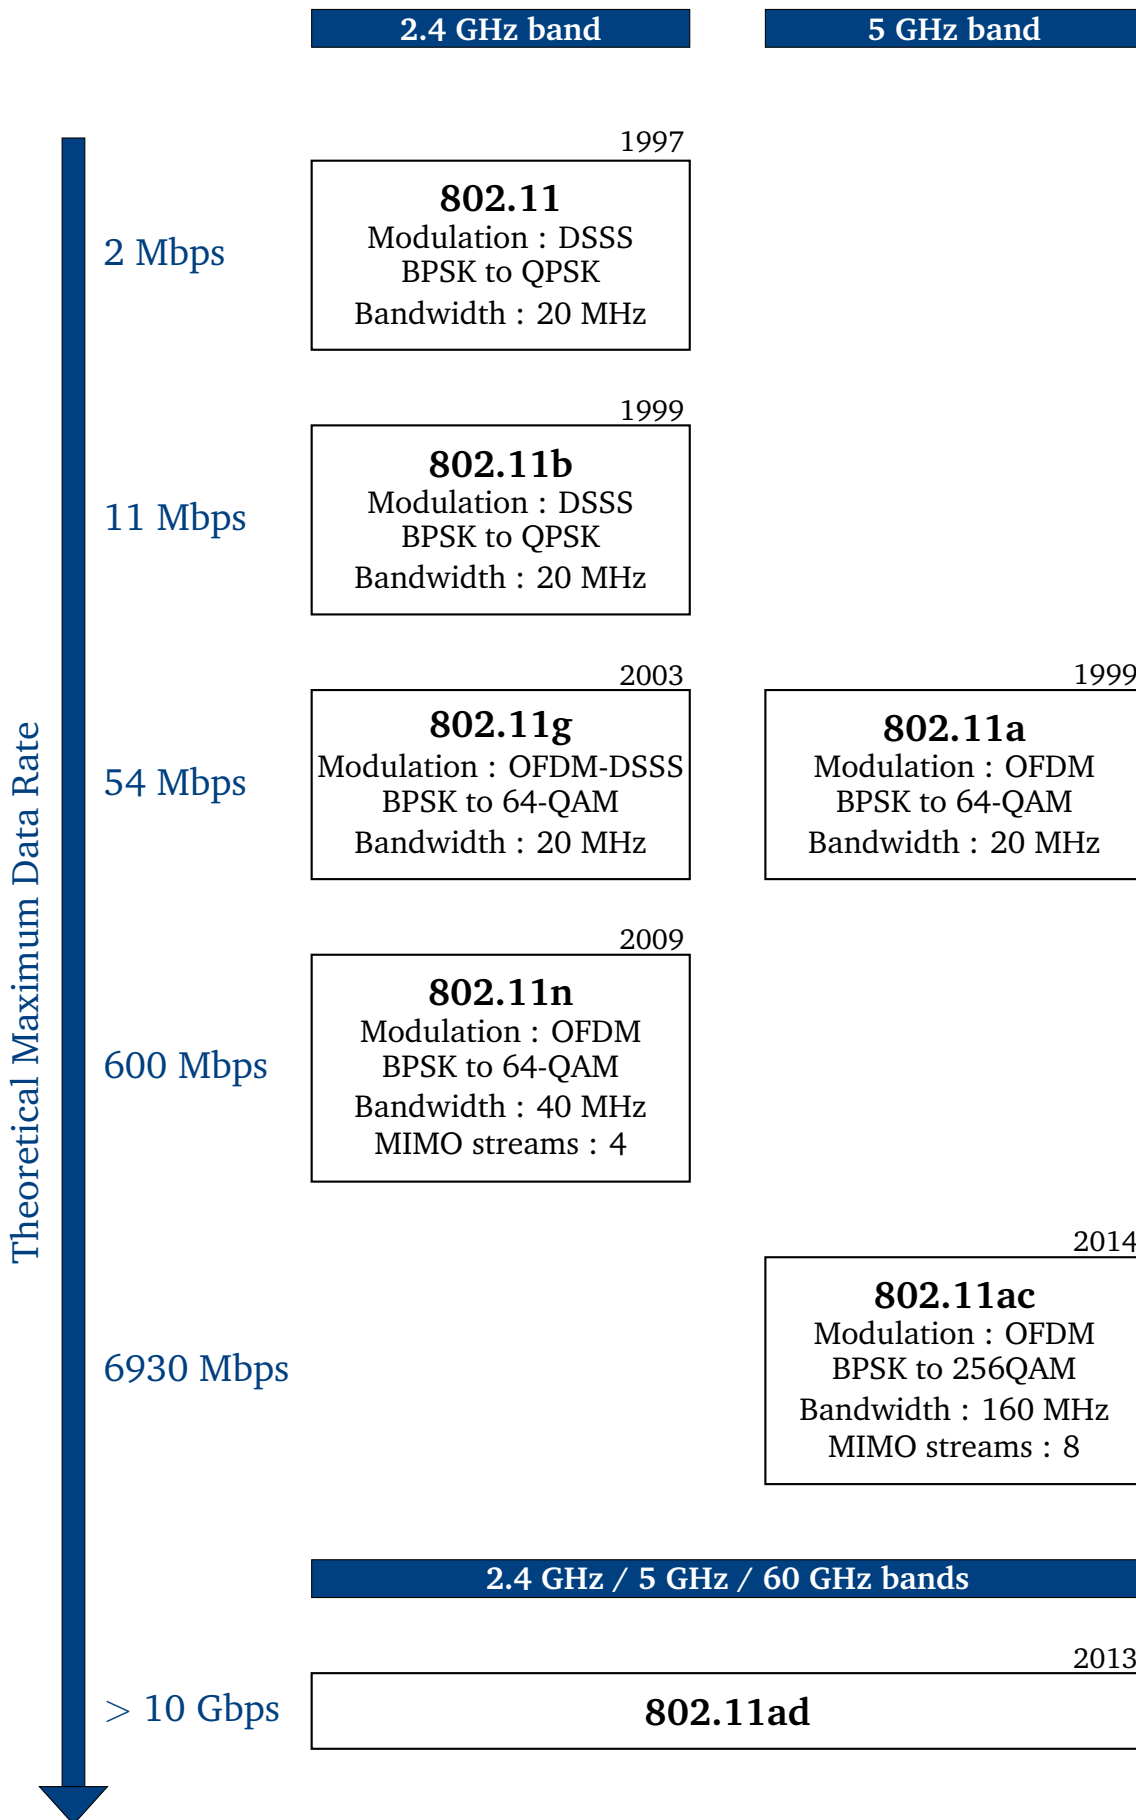 2.4 GHz band
5 GHz band
Theoretical Maximum Data Rate
2 Mbps
1997
802.11
Modulation : DSSS
BPSK to QPSK
Bandwidth : 20 MHz
11 Mbps
1999
802.11b
Modulation : DSSS
BPSK to QPSK
Bandwidth : 20 MHz
54 Mbps
2003
802.11g
Modulation : OFDM-DSSS
BPSK to 64-QAM
Bandwidth : 20 MHz
1999
802.11a
Modulation : OFDM
BPSK to 64-QAM
Bandwidth : 20 MHz
600 Mbps
2009
802.11n
Modulation : OFDM
BPSK to 64-QAM
Bandwidth : 40 MHz
MIMO streams : 4
6930 Mbps
2014
802.11ac
Modulation : OFDM
BPSK to 256QAM
Bandwidth : 160 MHz
MIMO streams : 8
2.4 GHz / 5 GHz / 60 GHz bands
> 10 Gbps
2013
802.11ad